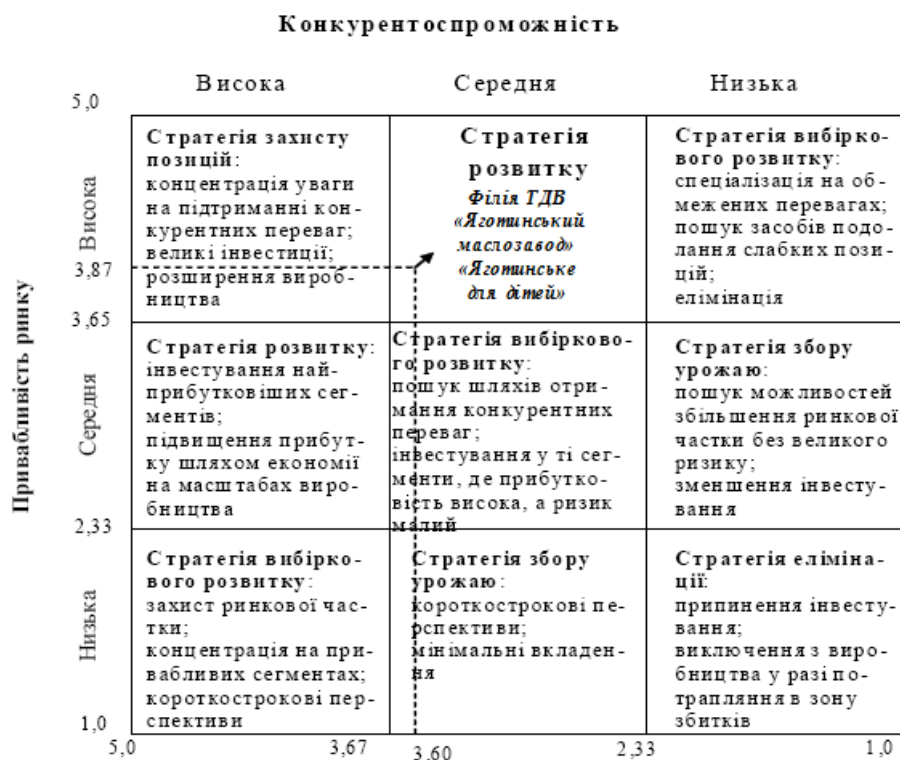 Конкурентоспроможність
Висока
Середня
Низька
5,0
Стратегія захисту
позицій:
концентрація уваги
на підтриманні кон-
курентних переваг;
великі інвестиції;
розширення вироб-
ництва
Стратегія
розвитку
Філія ТДВ
«Яготинський
маслозавод»
«Яготинське
для дітей»
Стратегія вибірко-
вого розвитку:
спеціалізація на об-
межених перевагах;
пошук засобів подо-
лання слабких пози-
цій;
елімінація
Висока
3,87
3,65
Привабливість ринку
Середня
Стратегія розвитку:
інвестування най-
прибутковіших сег-
ментів;
підвищення прибут-
ку шляхом економії
на масштабах виро-
бництва
Стратегія вибірково-
го розвитку:
пошук шляхів отри-
мання конкурентних
переваг;
інвестування у ті сег-
менти, де прибутко-
вість висока, а ризик
малий
Стратегія збору
урожаю:
пошук можливостей
збільшення ринкової
частки без великого
ризику;
зменшення інвесту-
вання
2,33
Низька
Стратегія вибірко-
вого розвитку:
захист ринкової час-
тки;
концентрація на при-
вабливих сегментах;
короткострокові пер-
спективи
Стратегія збору
урожаю:
короткострокові пе-
рспективи;
мінімальні вкладен-
ня
Стратегія еліміна-
ції:
припинення інвесту-
вання;
виключення з виро-
бництва у разі по-
трапляння в зону
збитків
1,0
5,0
3,67
3,60
2,33
1,0